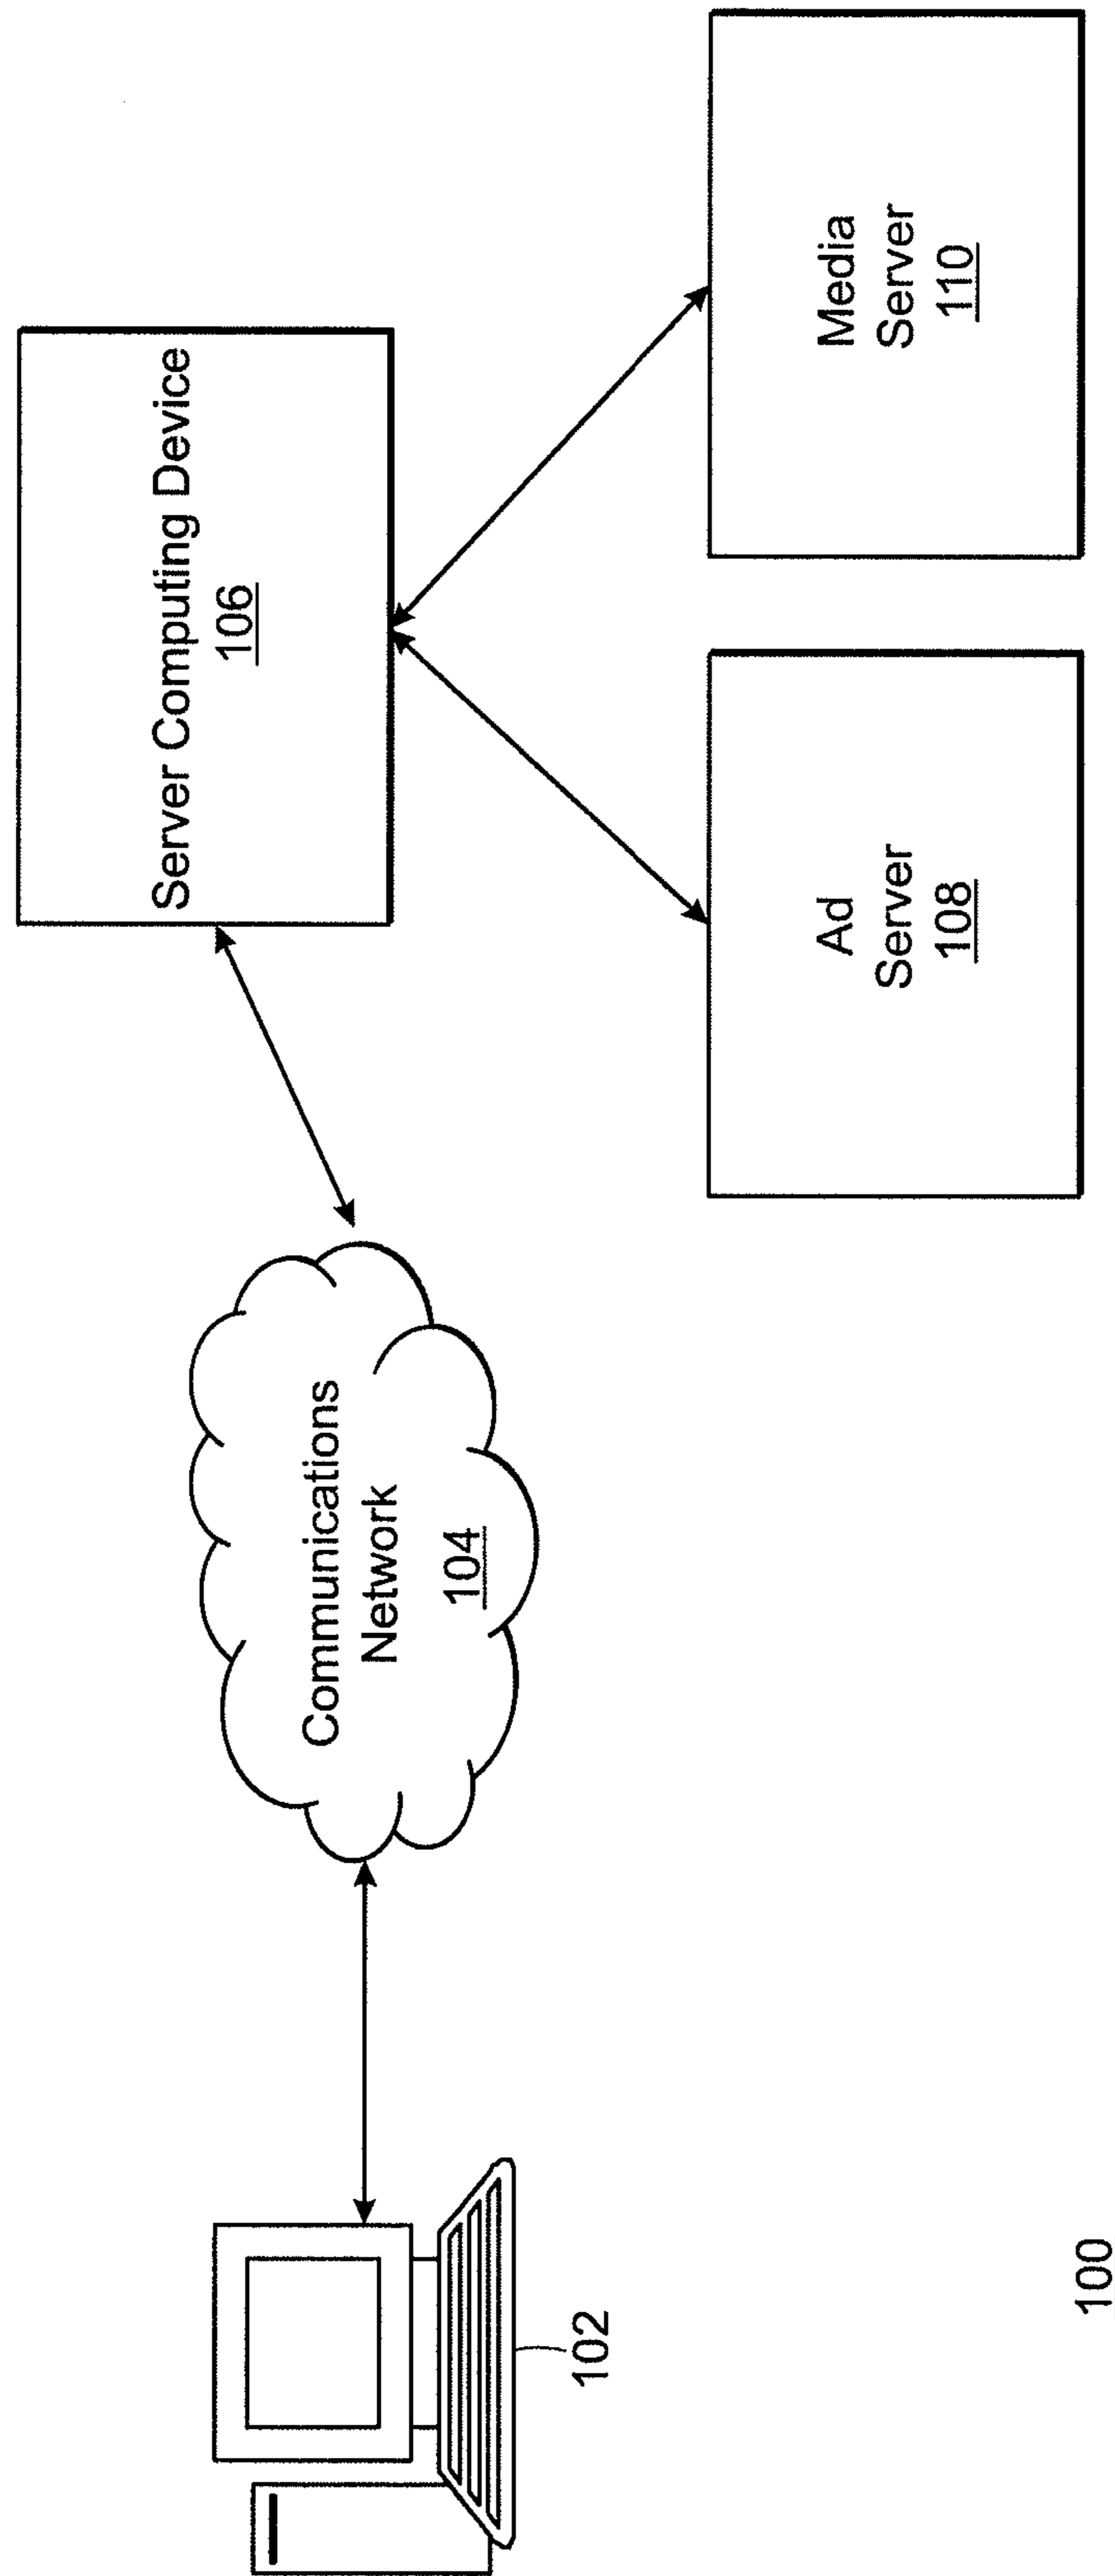 Server Computing Device
106
Communications
Network
104
102
Ad
Server
108
Media
Server
110
100